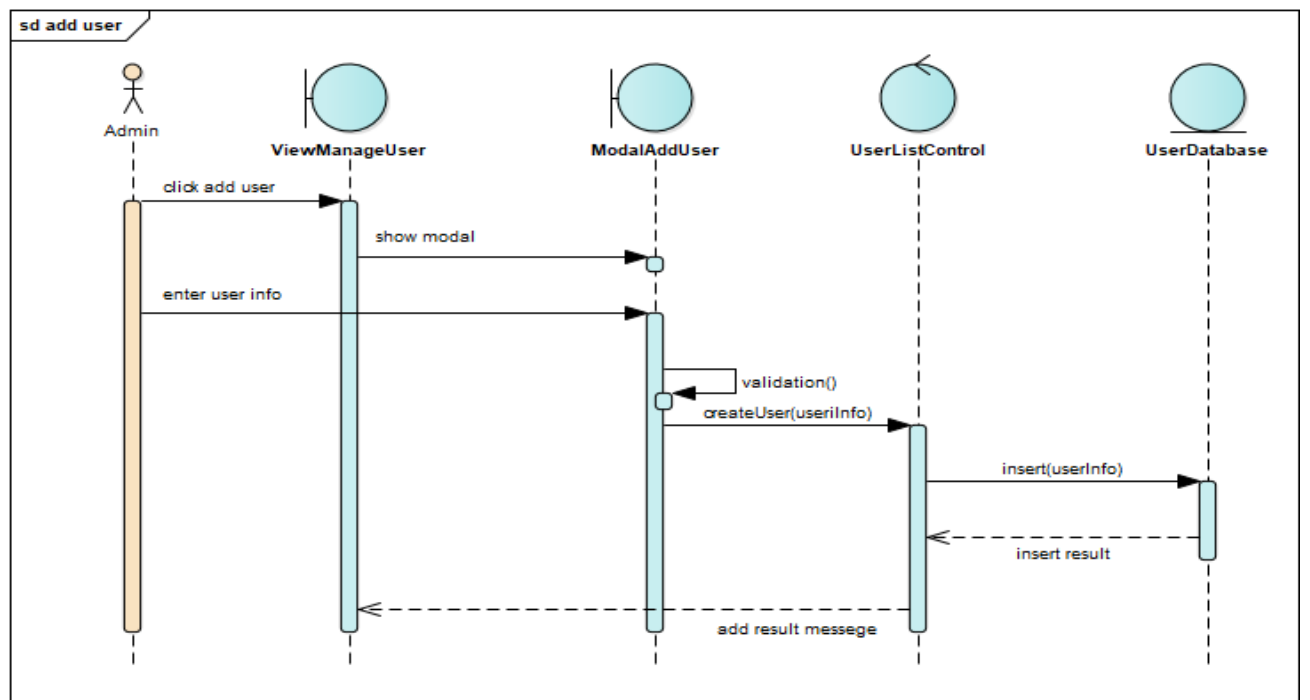 sd add user
Admin
ViewManageUser
ModalAddUser
UserListControl
UserDatabase
click add user
show modal
enter user info
validation()
createUser(useriInfo)
insert(userInfo)
insert result
add result messege